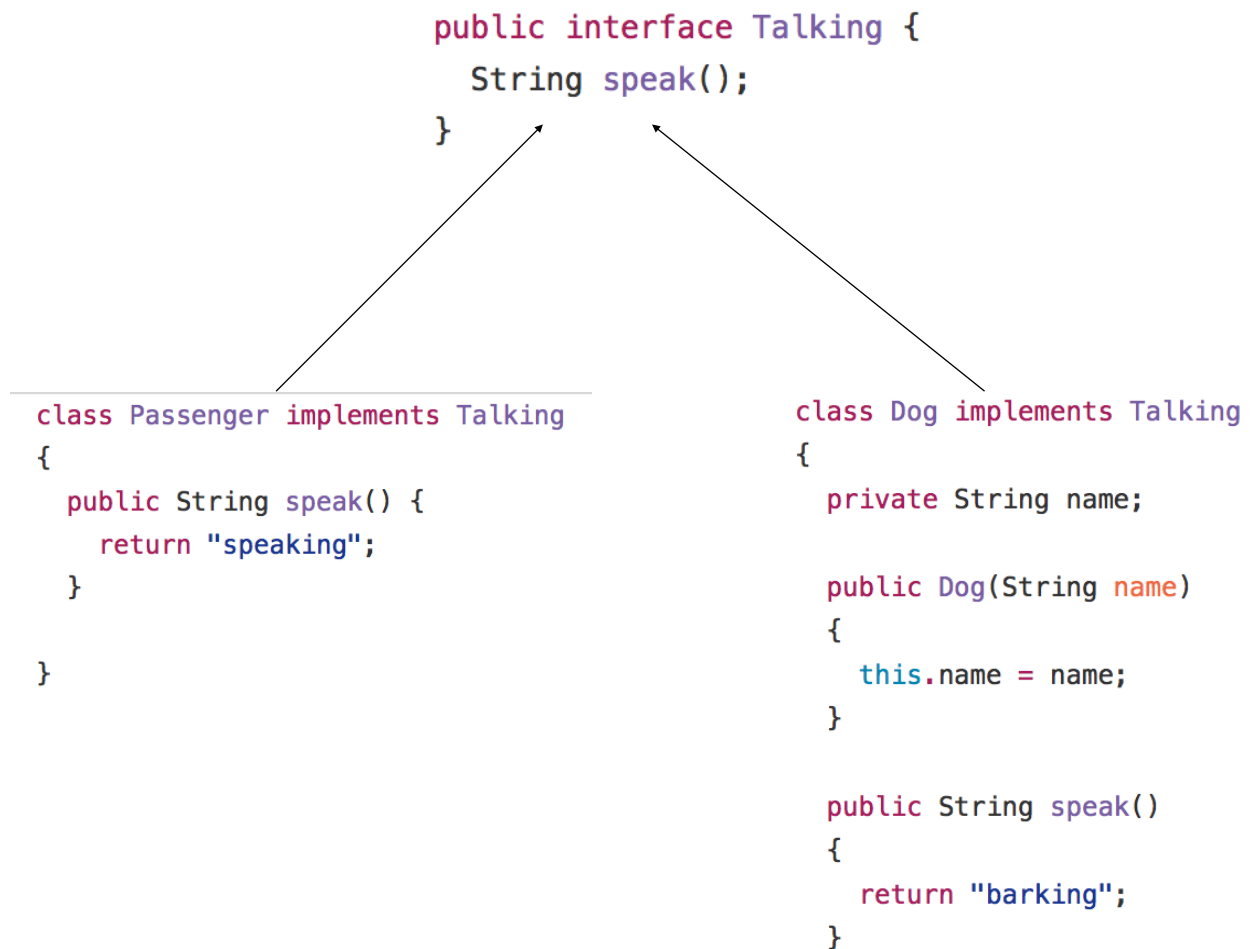 public interface Talking {
  String speak();
}
class Passenger implements Talking
{
  public String speak() {
    return "speaking";
  }
}
class Dog implements Talking
{
  private String name;
  public Dog(String name)
  {
    this.name = name;
  }
  public String speak()
  {
    return "barking";
  }